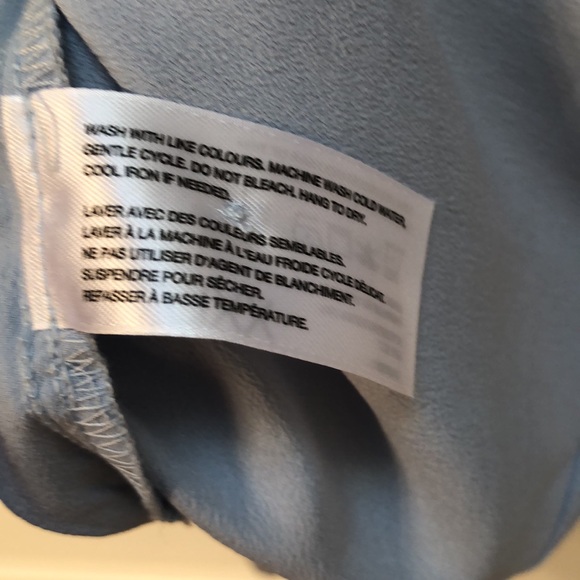 WASH WITH LIKE COLOURS. MACHINE WASH COLD WATER.
GENTLE CYCLE. DO NOT BLEACH. HANG TO DRY.
COOL IRON IF NEEDED.
LAVER AVEC DES COULEURS SEMBLABLES.
LAVER À LA MACHINE À L'EAU FROIDE CYCLE DÉLICAT.
NE PAS UTILISER D'AGENT DE BLANCHIMENT.
SUSPENDRE POUR SÉCHER.
REPASSER À BASSE TEMPÉRATURE.